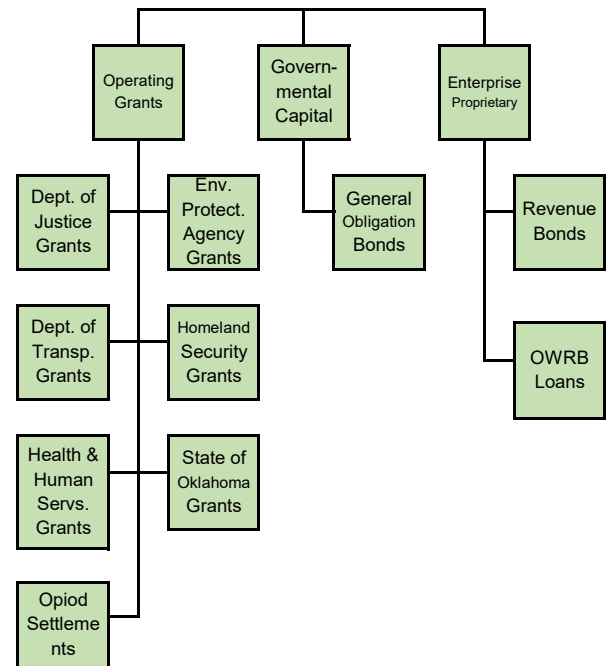 Operating
Grants
Govern-
mental
Capital
Enterprise
Proprietary
Dept. of
Justice
Grants
Env.
Protect.
Agency
Grants
General
Obligation
Bonds
Revenue
Bonds
Dept. of
Transp.
Grants
Homeland
Security
Grants
OWRB
Loans
Health &
Human
Servs.
Grants
State of
Oklahoma
Grants
Opiod
Settleme
nts